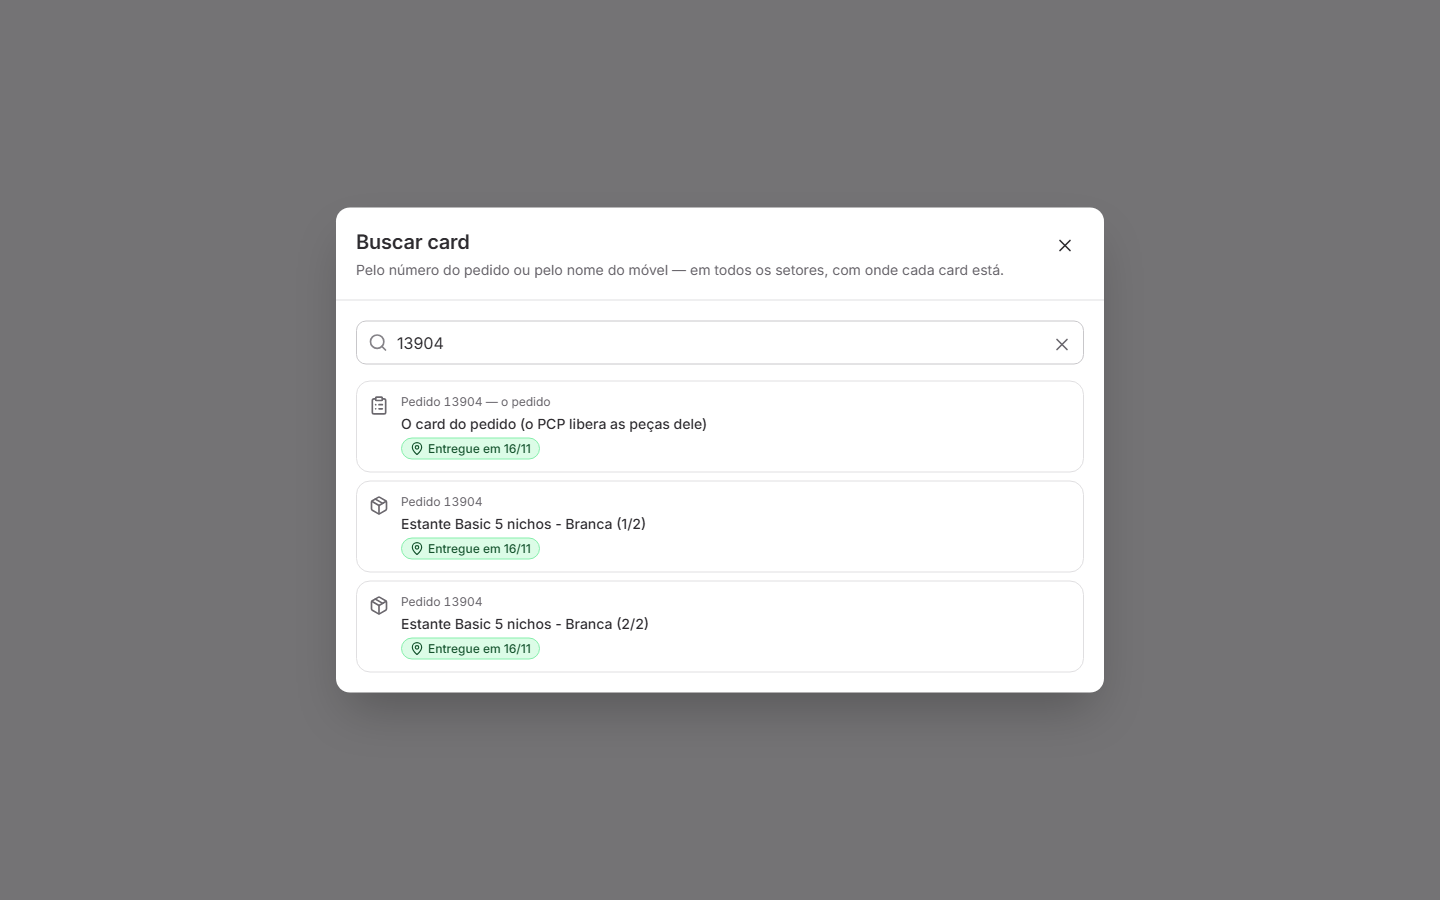 Buscar card
Pelo número do pedido ou pelo nome do móvel — em todos os setores, com onde cada card está.
13904
Pedido 13904 — o pedido
O card do pedido (o PCP libera as peças dele)
Entregue em 16/11
Pedido 13904
Estante Basic 5 nichos - Branca (1/2)
Entregue em 16/11
Pedido 13904
Estante Basic 5 nichos - Branca (2/2)
Entregue em 16/11